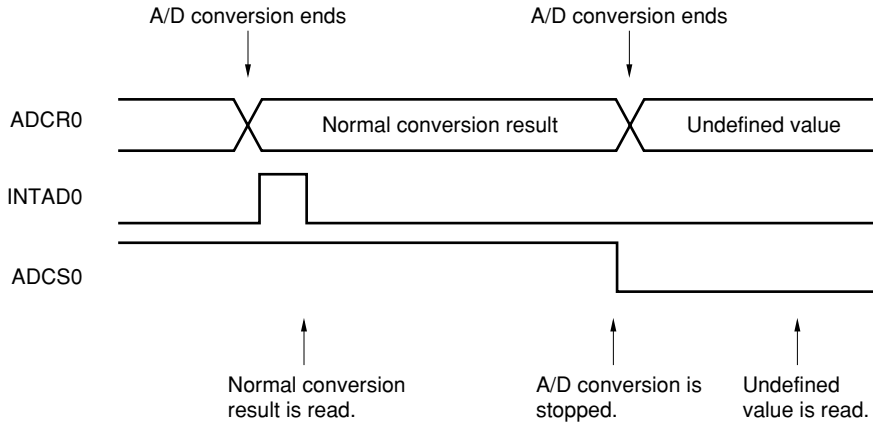 A/D conversion ends
A/D conversion ends
ADCR0
Normal conversion result
Undefined value
INTAD0
ADCS0
Normal conversion
result is read.
A/D conversion is
stopped.
Undefined
value is read.